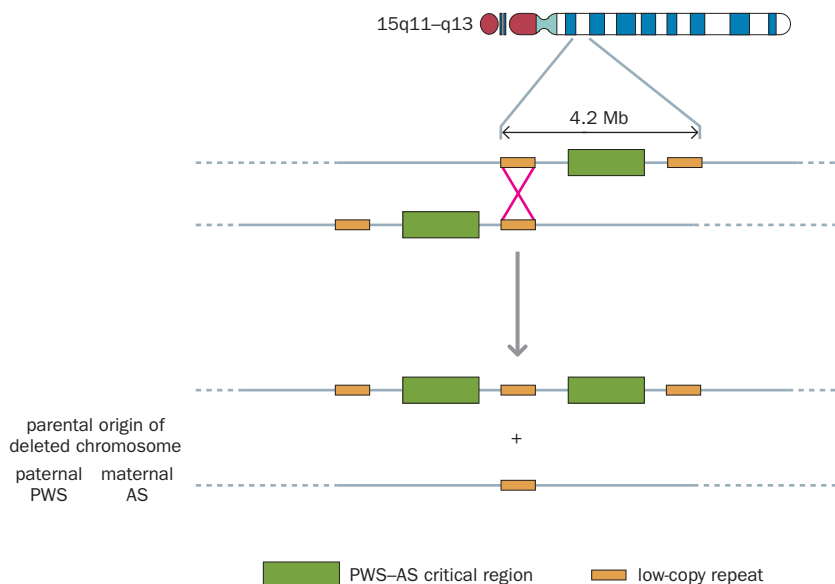 15q11–q13
4.2 Mb
parental origin of
deleted chromosome
paternal maternal
PWS AS
+
PWS–AS critical region
low-copy repeat